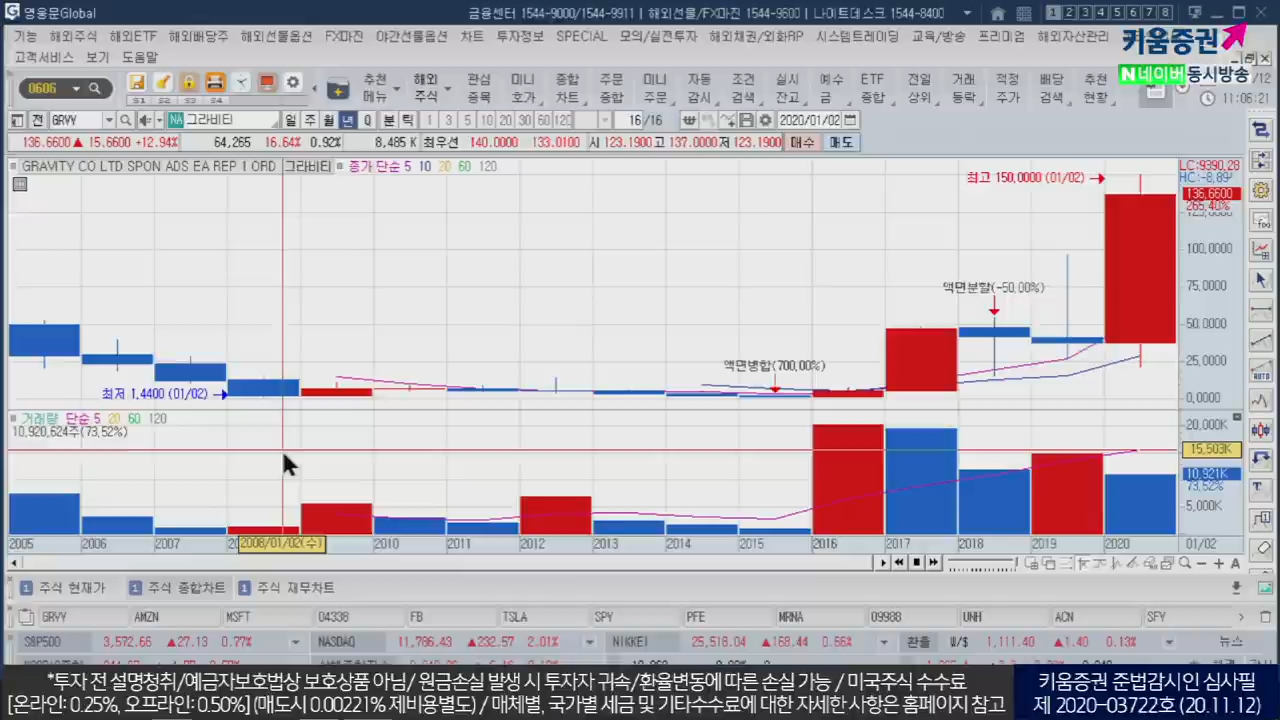 영웅문Global
금융센터 1544-9000/1544-9911 | 해외선물/FX마진 1544-9600 | 나이트데스크 1544-8400
1 2 3 4 5 6 7 8
기능 해외주식 해외ETF 해외배당주 해외선물옵션 FX마진 야간선물옵션 차트 투자정보 SPECIAL 모의/실전투자 해외채권/외화RP 시스템트레이딩 교육/방송 프리미엄 해외자산관리
키움증권
고객서비스 보기 도움말
N네이버 동시방송
0606
S1 S2 S3 S4
추천 메뉴
해외 주식
관심 종목
미니 호가
종합 차트
주문 종합
미니 주문
자동 감시
조건 검색
실시 잔고
예수 금
ETF 종합
전일 상위
거래 등락
적정 주가
배당 검색
추천 현황
11:06:21
전 GRVY NA 그라비티 일 주 월 년 Q 분 틱 1 3 5 10 20 30 60 120 16/16 2020/01/02
136.6600▲ 15.6600 +12.94% 64,265 16.64% 0.92% 8,485 K 최우선 140.0000 133.0100 시 123.1900 고 137.0000 저 123.1900 매수 매도
GRAVITY CO LTD SPON ADS EA REP 1 ORD 그라비티 종가 단순 5 10 20 60 120
LC:9390.28
최고 150,0000 (01/02)
136,6600
265.40%
100,0000
액면분할(-50,00%)
50,0000
액면병합(700,00%)
25,0000
최저 1,4400 (01/02)
0,0000
거래량 단순 5 20 60 120
10,920,624주(73,52%)
20,000K
15,503K
10,921K
73,52%
5,000K
2005 2006 2007 2008/01/02(수) 2010 2011 2012 2013 2014 2015 2016 2017 2018 2019 2020 01/02
AUTO
1 주식 현재가 1 주식 종합차트 1 주식 재무차트
GRVY AMZN MSFT 04338 FB TSLA SPY PFE MRNA 09988 UNH ACN SFY
S&P500 3,572.66 ▲27.13 0.77% NASDAQ 11,786.43 ▲232.57 2.01% NIKKEI 25,518.04 ▲168.44 0.66% 환율 W/$ 1,111.40 ▲1.40 0.13% 뉴스
*투자 전 설명청취/예금자보호법상 보호상품 아님/ 원금손실 발생 시 투자자 귀속/환율변동에 따른 손실 가능 / 미국주식 수수료
[온라인: 0.25%, 오프라인: 0.50%] (매도시 0.00221% 제비용별도) / 매체별, 국가별 세금 및 기타수수료에 대한 자세한 사항은 홈페이지 참고
키움증권 준법감시인 심사필
제 2020-03722호 (20.11.12)